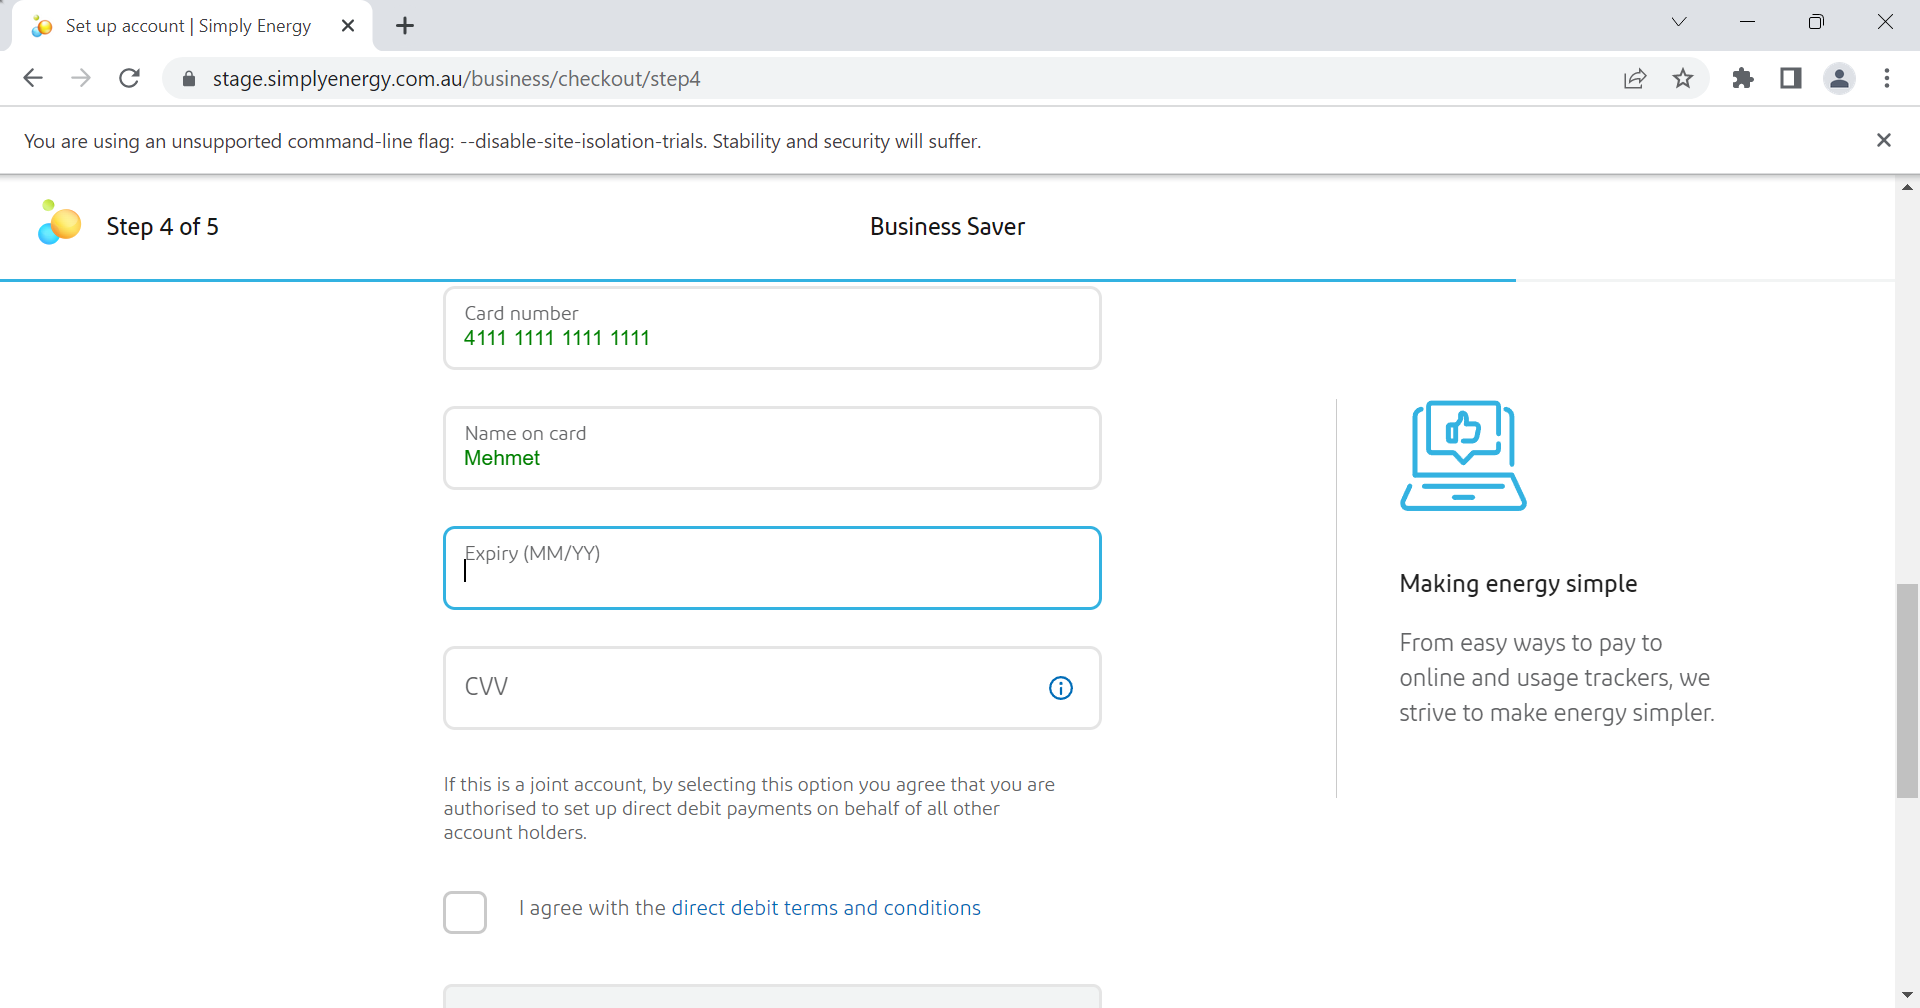 Set up account | Simply Energy
stage.simplyenergy.com.au/business/checkout/step4
You are using an unsupported command-line flag: --disable-site-isolation-trials. Stability and security will suffer.
Step 4 of 5
Business Saver
Card number
4111 1111 1111 1111
Name on card
Mehmet
Expiry (MM/YY)
CVV
If this is a joint account, by selecting this option you agree that you are
authorised to set up direct debit payments on behalf of all other
account holders.
I agree with the direct debit terms and conditions
Making energy simple
From easy ways to pay to
online and usage trackers, we
strive to make energy simpler.